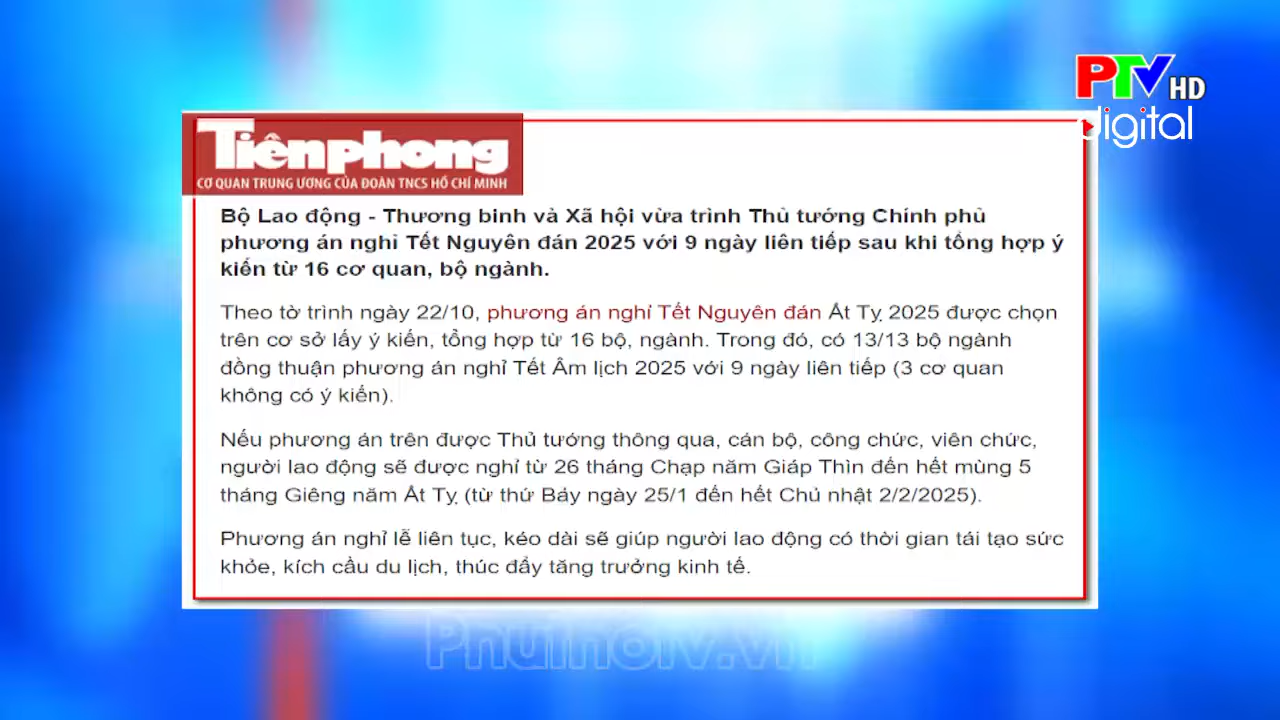 PTV HD
digital
Tiênphong
CƠ QUAN TRUNG ƯƠNG CỦA ĐOÀN TNCS HỒ CHÍ MINH
Bộ Lao động - Thương binh và Xã hội vừa trình Thủ tướng Chính phủ
phương án nghỉ Tết Nguyên đán 2025 với 9 ngày liên tiếp sau khi tổng hợp ý
kiến từ 16 cơ quan, bộ ngành.
Theo tờ trình ngày 22/10, phương án nghỉ Tết Nguyên đán Ất Tỵ 2025 được chọn
trên cơ sở lấy ý kiến, tổng hợp từ 16 bộ, ngành. Trong đó, có 13/13 bộ ngành
đồng thuận phương án nghỉ Tết Âm lịch 2025 với 9 ngày liên tiếp (3 cơ quan
không có ý kiến).
Nếu phương án trên được Thủ tướng thông qua, cán bộ, công chức, viên chức,
người lao động sẽ được nghỉ từ 26 tháng Chạp năm Giáp Thìn đến hết mùng 5
tháng Giêng năm Ất Tỵ (từ thứ Bảy ngày 25/1 đến hết Chủ nhật 2/2/2025).
Phương án nghỉ lễ liên tục, kéo dài sẽ giúp người lao động có thời gian tái tạo sức
khỏe, kích cầu du lịch, thúc đẩy tăng trưởng kinh tế.